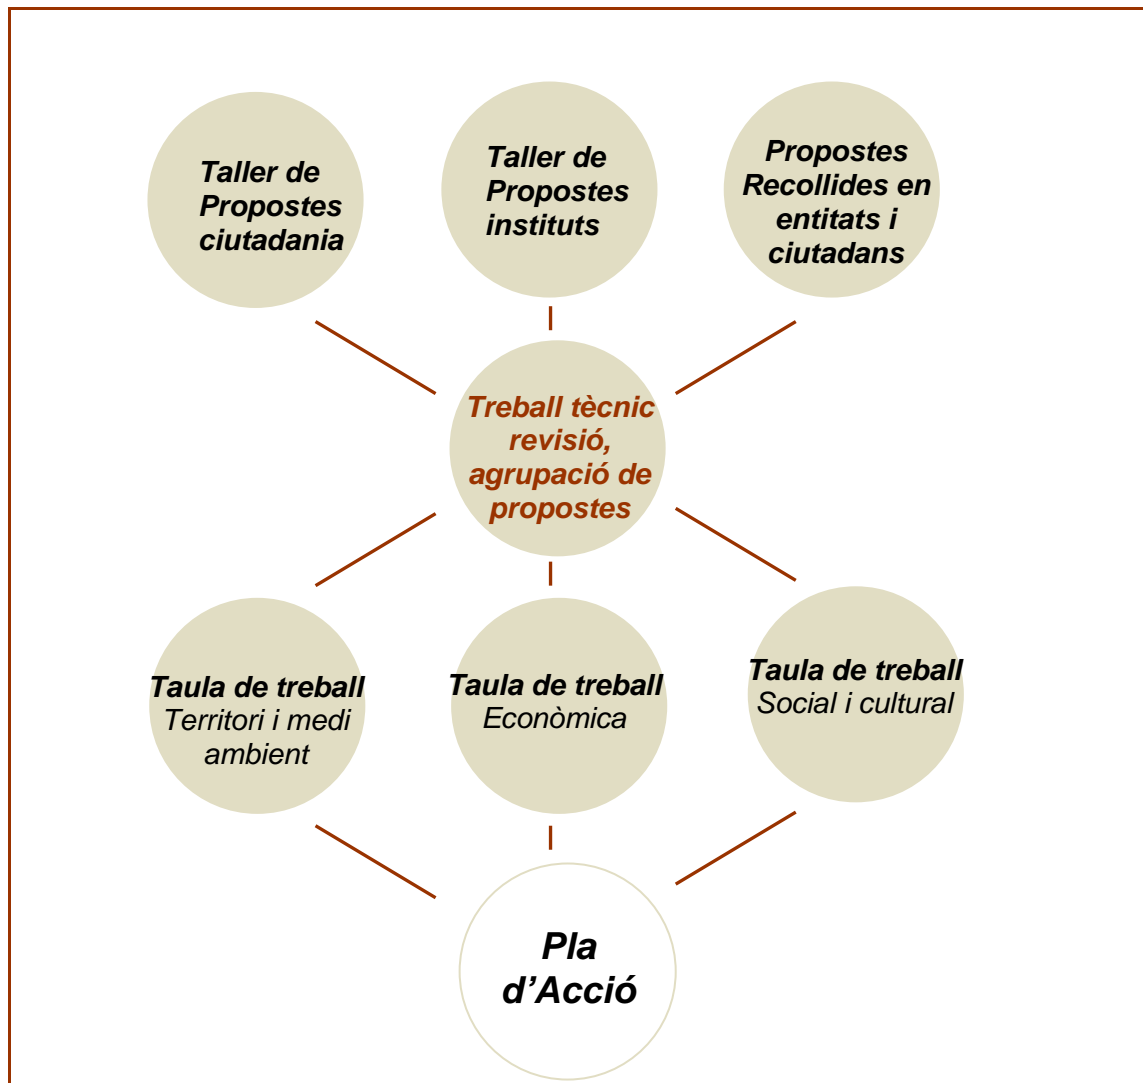 Taller de
Propostes
ciutadania
Taller de
Propostes
instituts
Propostes
Recollides en
entitats i
ciutadans
Treball tècnic
revisió,
agrupació de
propostes
Taula de treball
Territori i medi
ambient
Taula de treball
Econòmica
Taula de treball
Social i cultural
Pla
d’Acció